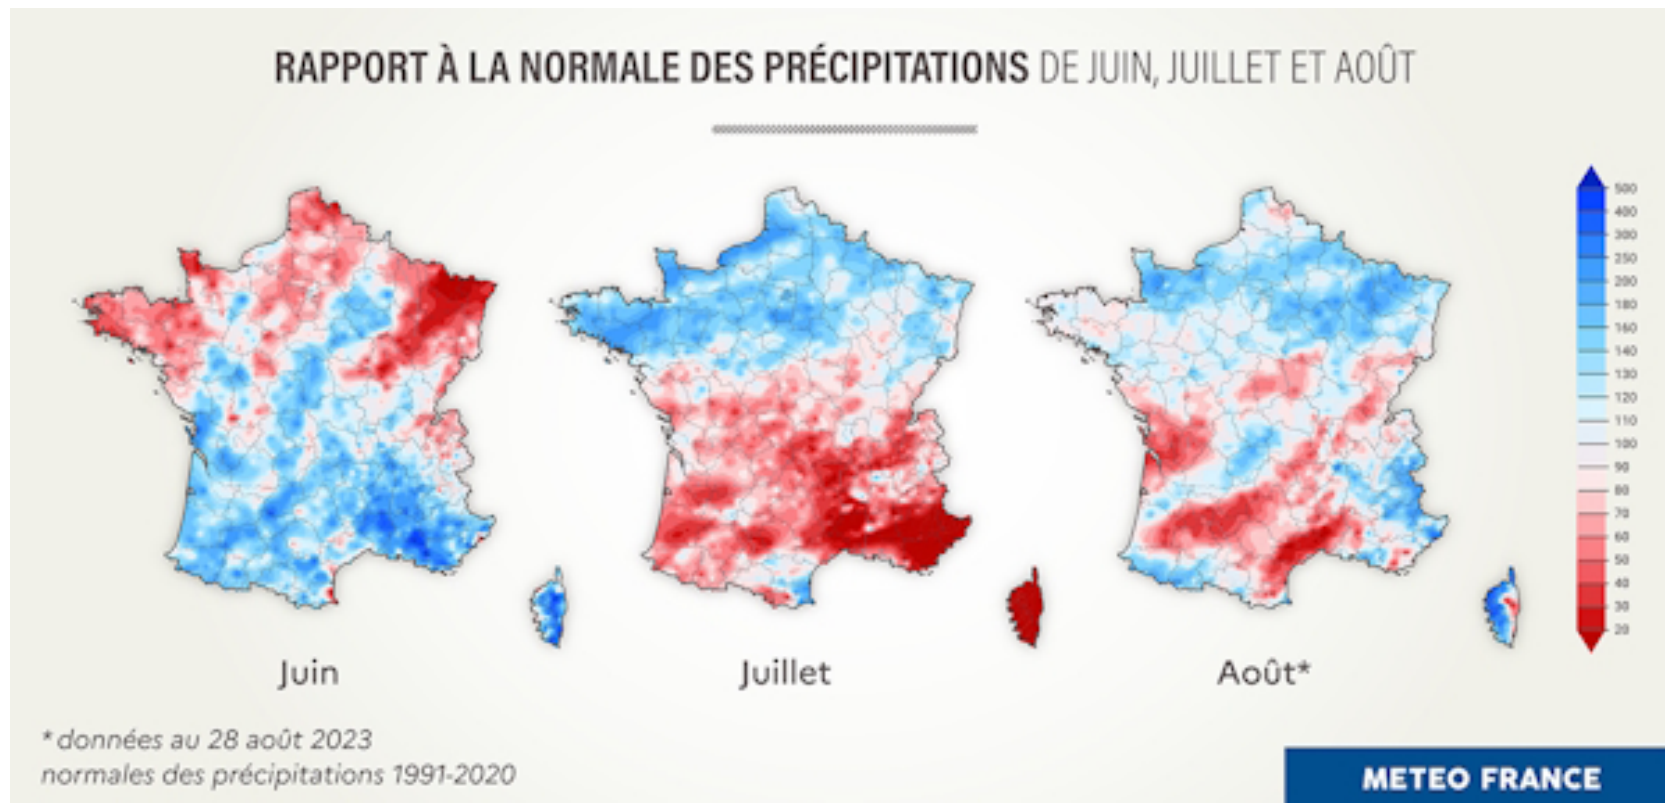 RAPPORT À LA NORMALE DES PRÉCIPITATIONS DE JUIN, JUILLET ET AOÛT
500
400
300
250
200
180
160
140
130
120
110
100
90
80
70
60
50
40
30
20
Juin
Juillet
Août*
* données au 28 août 2023
normales des précipitations 1991-2020
METEO FRANCE